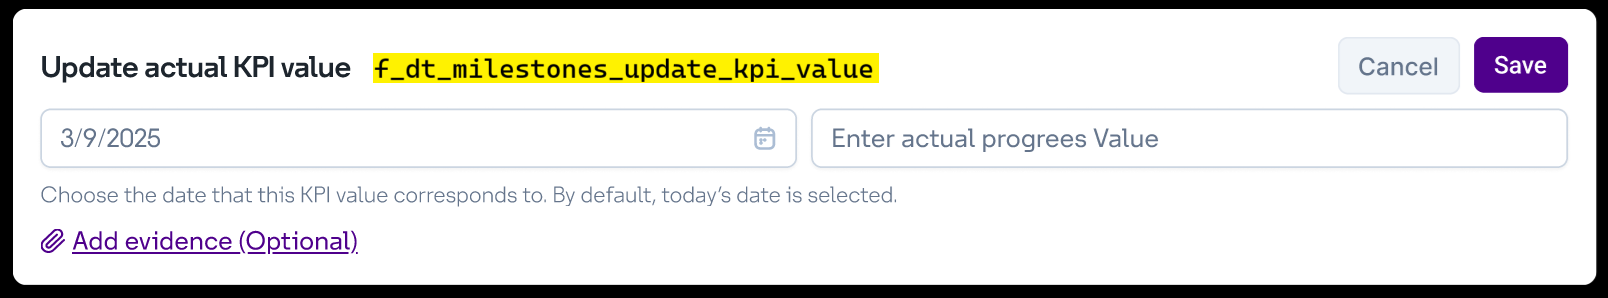 Update actual KPI value f_dt_milestones_update_kpi_value Cancel Save
3/9/2025 Enter actual progrees Value
Choose the date that this KPI value corresponds to. By default, today's date is selected.
Add evidence (Optional)